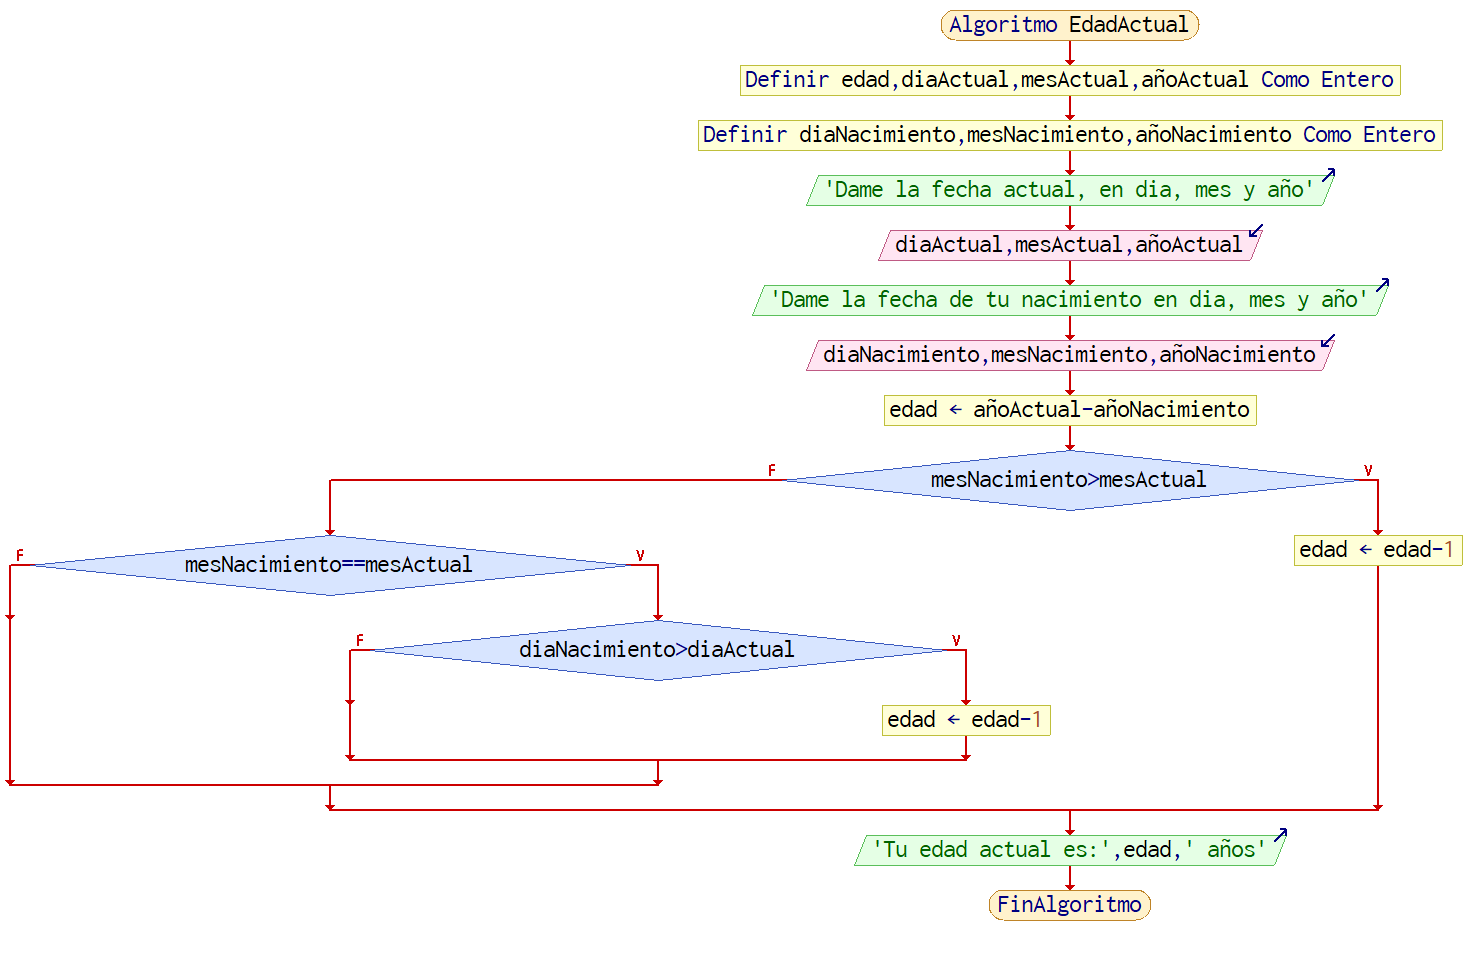 Algoritmo EdadActual
Definir edad,diaActual,mesActual,añoActual Como Entero
Definir diaNacimiento,mesNacimiento,añoNacimiento Como Entero
'Dame la fecha actual, en dia, mes y año'
diaActual,mesActual,añoActual
'Dame la fecha de tu nacimiento en dia, mes y año'
diaNacimiento,mesNacimiento,añoNacimiento
edad ← añoActual-añoNacimiento
F
V
mesNacimiento>mesActual
edad ← edad-1
F
V
mesNacimiento==mesActual
F
V
diaNacimiento>diaActual
edad ← edad-1
'Tu edad actual es:',edad,' años'
FinAlgoritmo